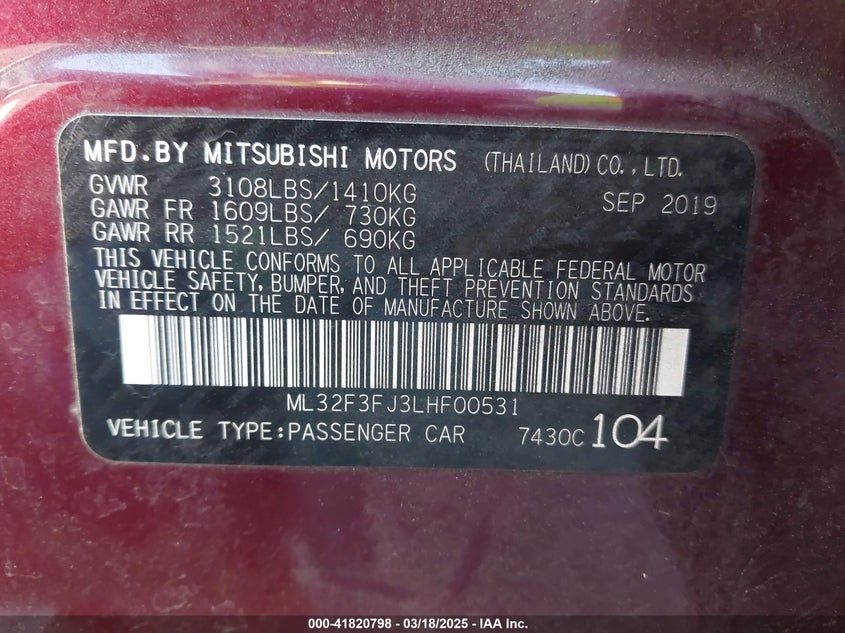 MFD.BY MITSUBISHI MOTORS (THAILAND)CO.,LTD.
GVWR 3108LBS/1410KG SEP 2019
GAWR FR 1609LBS/ 730KG
GAWR RR 1521LBS/ 690KG
THIS VEHICLE CONFORMS TO ALL APPLICABLE FEDERAL MOTOR
VEHICLE SAFETY, BUMPER, AND THEFT PREVENTION STANDARDS
IN EFFECT ON THE DATE OF MANUFACTURE SHOWN ABOVE.
ML32F3FJ3LHF00531
VEHICLE TYPE:PASSENGER CAR 7430C 104
000-41820798 - 03/18/2025 - IAA Inc.